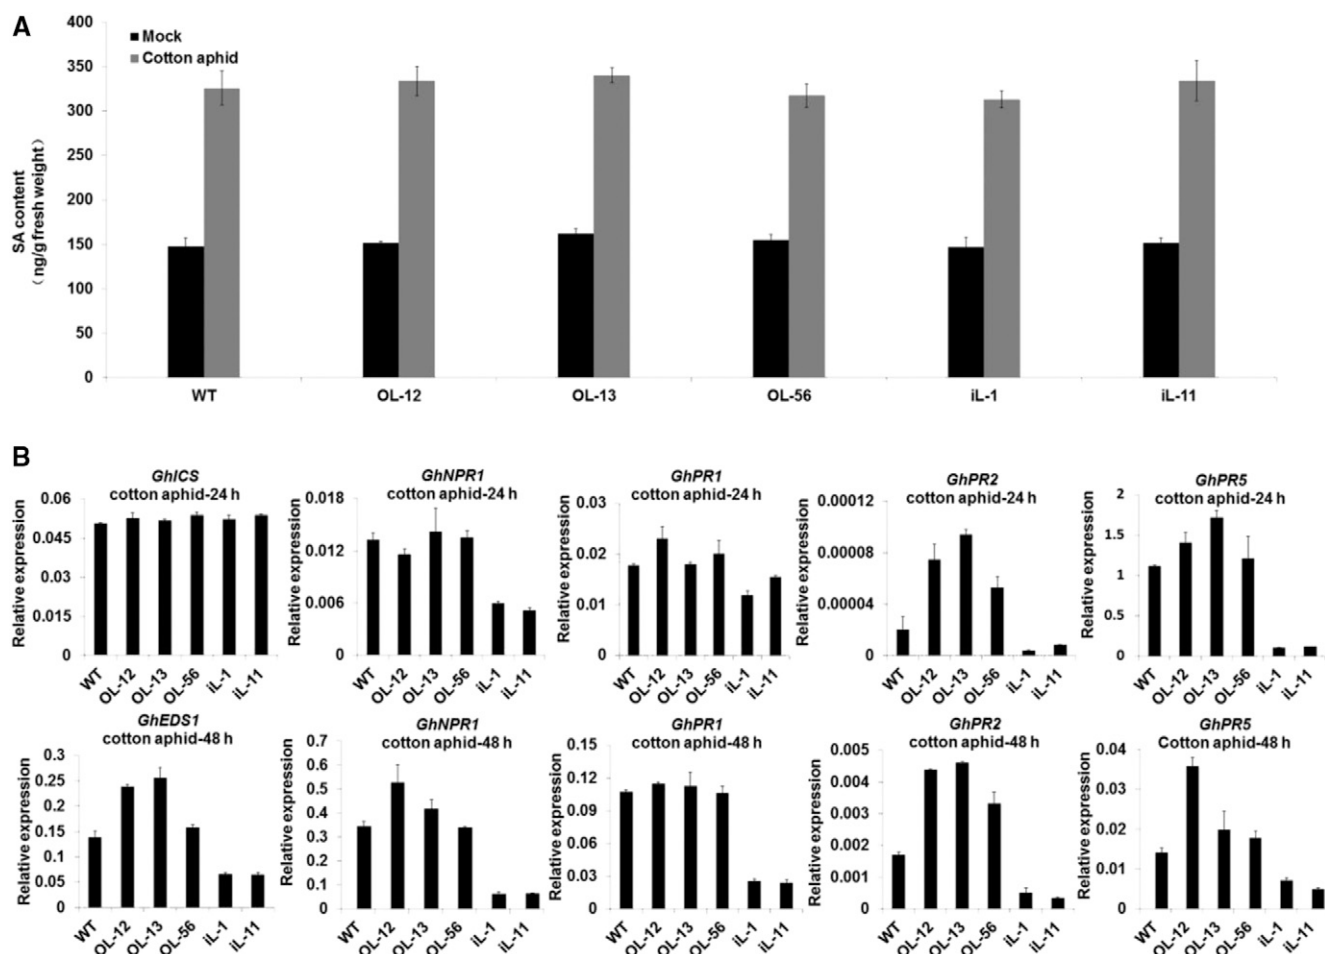 A
400
350
300
250
200
150
100
50
0
SA content
(ng/g fresh weight)
Mock
Cotton aphid
WT OL-12 OL-13 OL-56 iL-1 iL-11
B
GhICS
cotton aphid-24 h
Relative expression
0.06
0.045
0.03
0.015
0
WT OL-12 OL-13 OL-56 iL-1 iL-11
GhNPR1
cotton aphid-24 h
Relative expression
0.018
0.012
0.006
0
WT OL-12 OL-13 OL-56 iL-1 iL-11
GhPR1
cotton aphid-24 h
Relative expression
0.03
0.02
0.01
0
WT OL-12 OL-13 OL-56 iL-1 iL-11
GhPR2
cotton aphid-24 h
Relative expression
0.00012
0.00008
0.00004
0
WT OL-12 OL-13 OL-56 iL-1 iL-11
GhPR5
cotton aphid-24 h
Relative expression
2
1.5
1
0.5
0
WT OL-12 OL-13 OL-56 iL-1 iL-11
GhEDS1
cotton aphid-48 h
Relative expression
0.3
0.25
0.2
0.15
0.1
0.05
0
WT OL-12 OL-13 OL-56 iL-1 iL-11
GhNPR1
cotton aphid-48 h
Relative expression
0.7
0.6
0.5
0.4
0.3
0.2
0.1
0
WT OL-12 OL-13 OL-56 iL-1 iL-11
GhPR1
cotton aphid-48 h
Relative expression
0.15
0.12
0.09
0.06
0.03
0
WT OL-12 OL-13 OL-56 iL-1 iL-11
GhPR2
cotton aphid-48 h
Relative expression
0.005
0.004
0.003
0.002
0.001
0
WT OL-12 OL-13 OL-56 iL-1 iL-11
GhPR5
Cotton aphid-48 h
Relative expression
0.04
0.03
0.02
0.01
0
WT OL-12 OL-13 OL-56 iL-1 iL-11